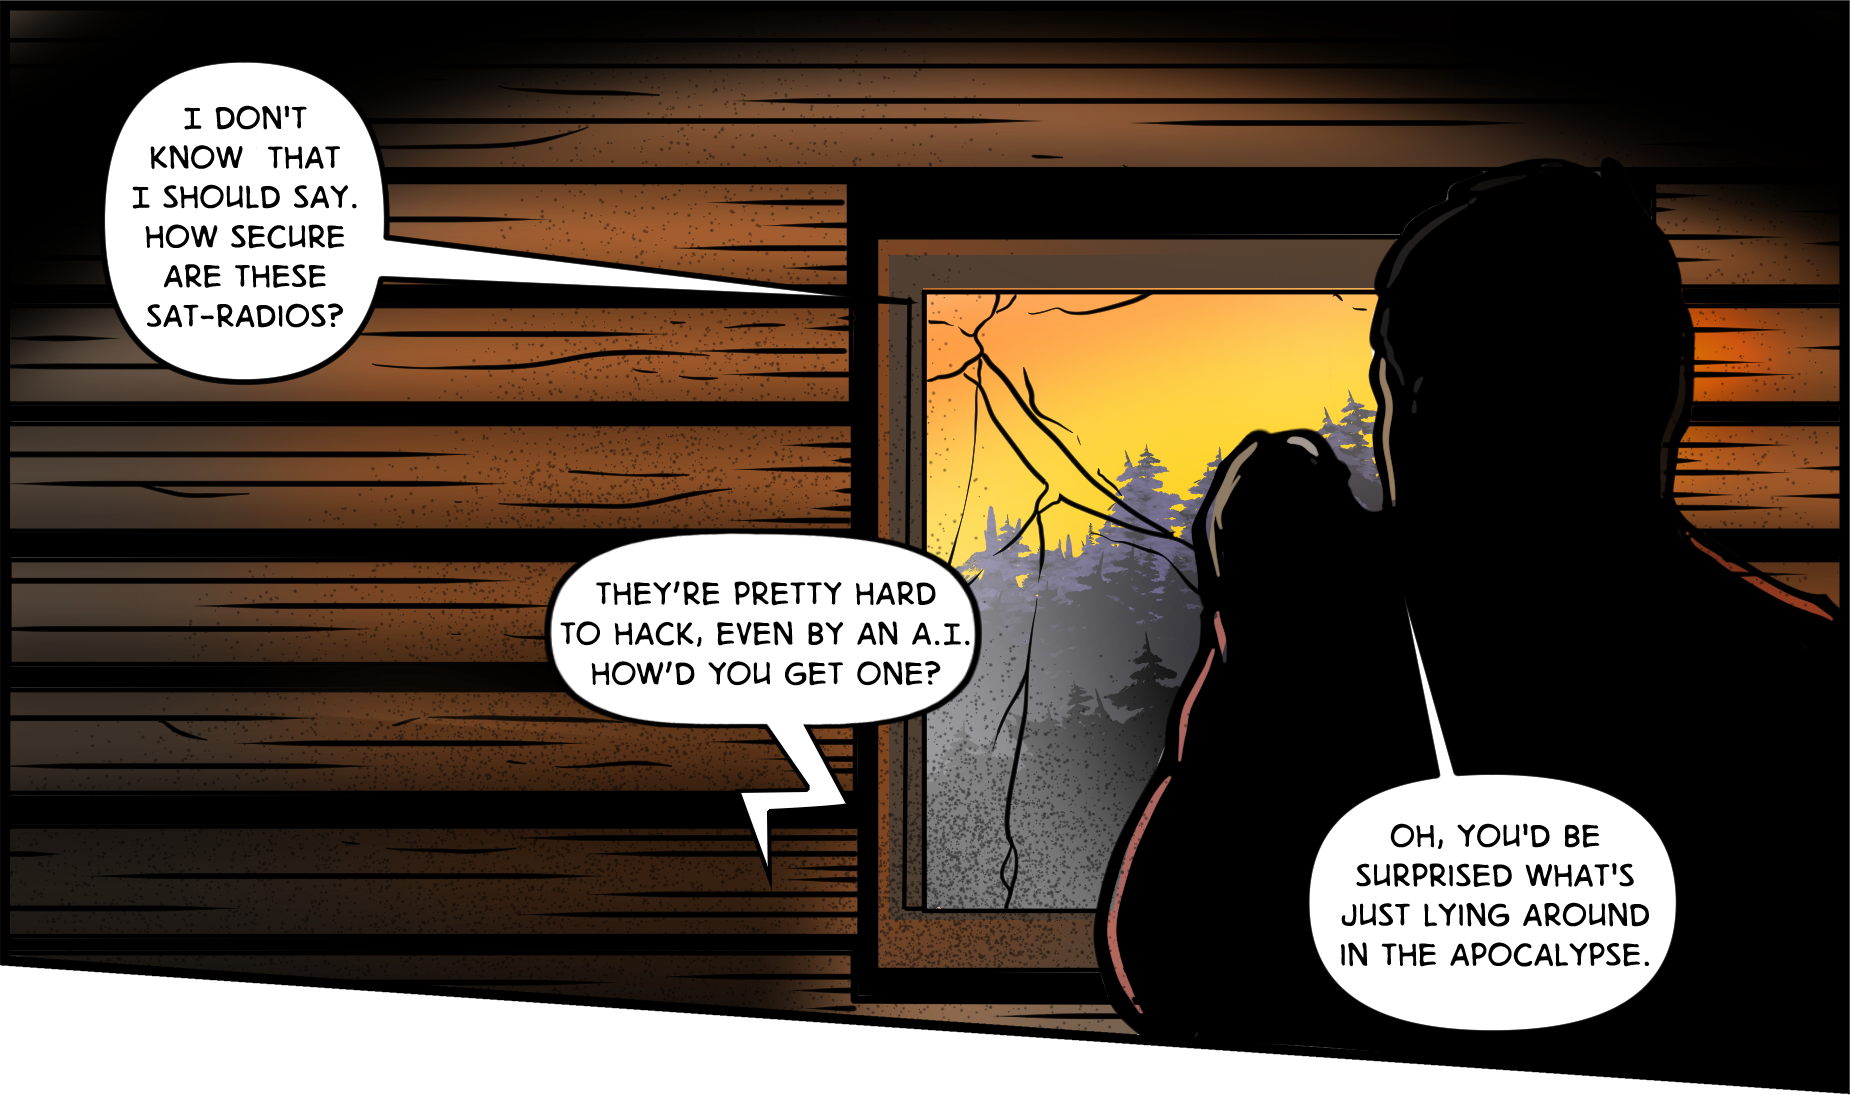 I DON'T
KNOW THAT
I SHOULD SAY.
HOW SECURE
ARE THESE
SAT-RADIOS?
THEY'RE PRETTY HARD
TO HACK, EVEN BY AN A.I.
HOW'D YOU GET ONE?
OH, YOU'D BE
SURPRISED WHAT'S
JUST LYING AROUND
IN THE APOCALYPSE.